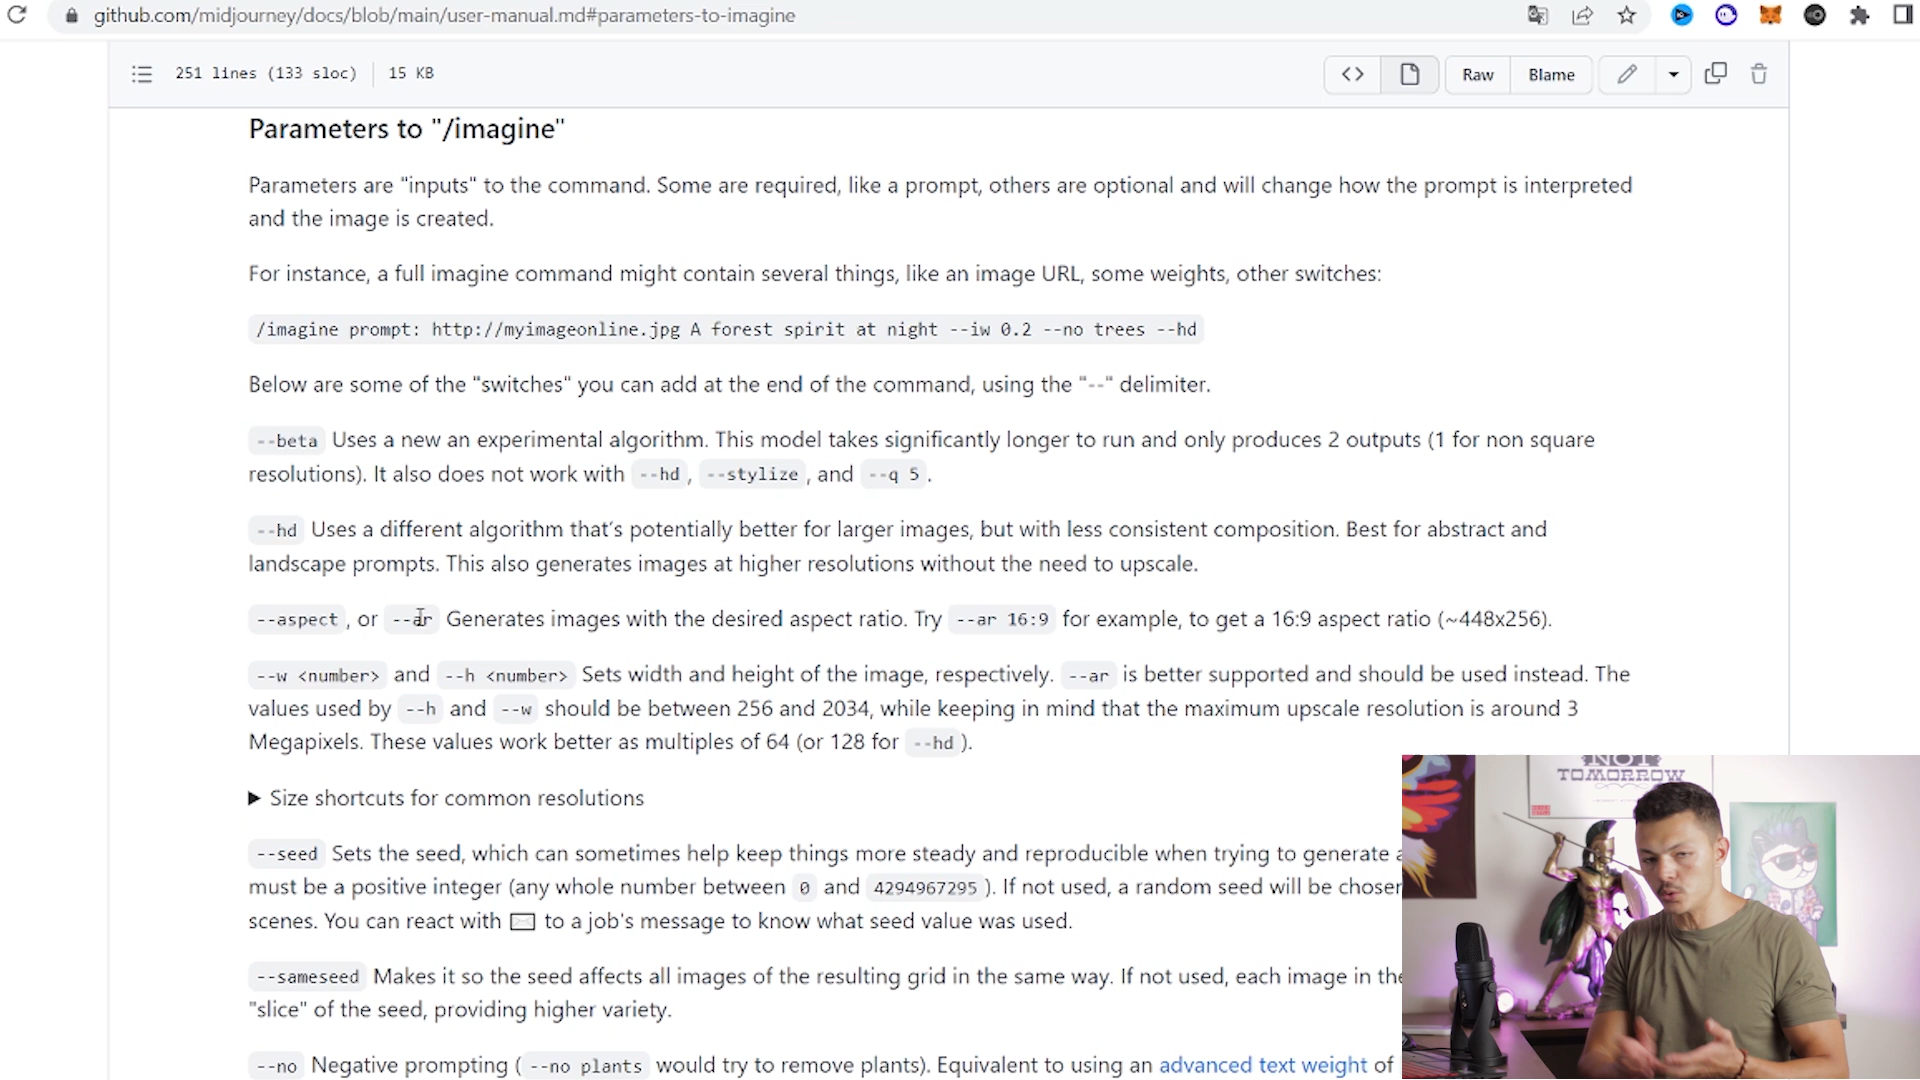 github.com/midjourney/docs/blob/main/user-manual.md#parameters-to-imagine
251 lines (133 sloc) 15 KB
Raw Blame
Parameters to "/imagine"
Parameters are "inputs" to the command. Some are required, like a prompt, others are optional and will change how the prompt is interpreted
and the image is created.
For instance, a full imagine command might contain several things, like an image URL, some weights, other switches:
/imagine prompt: http://myimageonline.jpg A forest spirit at night --iw 0.2 --no trees --hd
Below are some of the "switches" you can add at the end of the command, using the "--" delimiter.
--beta Uses a new an experimental algorithm. This model takes significantly longer to run and only produces 2 outputs (1 for non square
resolutions). It also does not work with --hd, --stylize, and --q 5.
--hd Uses a different algorithm that's potentially better for larger images, but with less consistent composition. Best for abstract and
landscape prompts. This also generates images at higher resolutions without the need to upscale.
--aspect, or --ar Generates images with the desired aspect ratio. Try --ar 16:9 for example, to get a 16:9 aspect ratio (~448x256).
--w <number> and --h <number> Sets width and height of the image, respectively. --ar is better supported and should be used instead. The
values used by --h and --w should be between 256 and 2034, while keeping in mind that the maximum upscale resolution is around 3
Megapixels. These values work better as multiples of 64 (or 128 for --hd).
Size shortcuts for common resolutions
--seed Sets the seed, which can sometimes help keep things more steady and reproducible when trying to generate a
must be a positive integer (any whole number between 0 and 4294967295). If not used, a random seed will be chosen
scenes. You can react with ✉ to a job's message to know what seed value was used.
--sameseed Makes it so the seed affects all images of the resulting grid in the same way. If not used, each image in the
"slice" of the seed, providing higher variety.
--no Negative prompting (--no plants would try to remove plants). Equivalent to using an advanced text weight of
NOT
TOMORROW